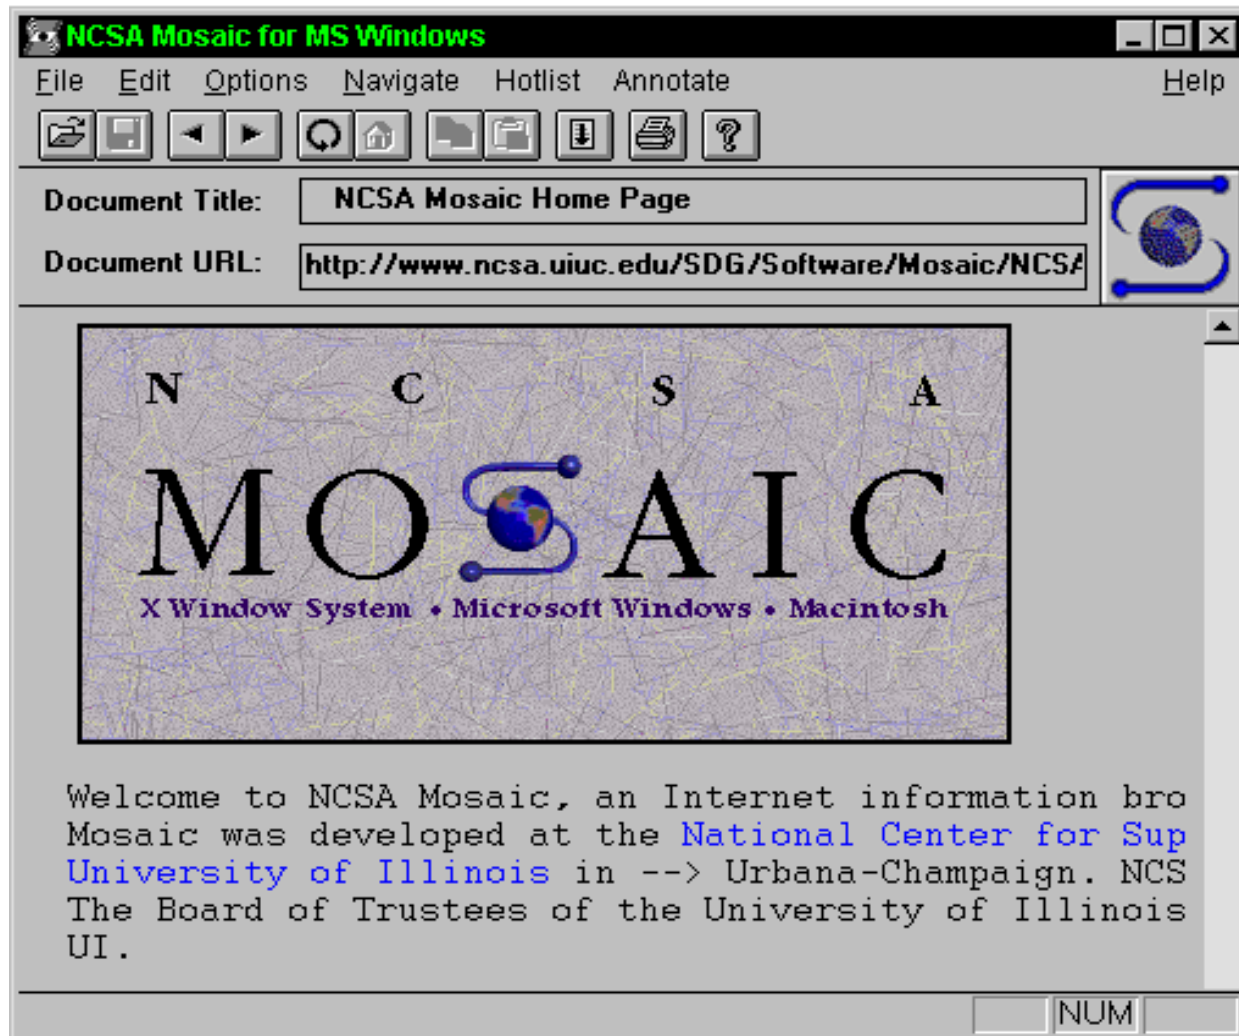 NCSA Mosaic for MS Windows
File Edit Options Navigate Hotlist Annotate Help
Document Title: NCSA Mosaic Home Page
Document URL: http://www.ncsa.uiuc.edu/SDG/Software/Mosaic/NCSA
N C S A
MOSAIC
X Window System • Microsoft Windows • Macintosh
Welcome to NCSA Mosaic, an Internet information bro
Mosaic was developed at the National Center for Sup
University of Illinois in --> Urbana-Champaign. NCS
The Board of Trustees of the University of Illinois
UI.
NUM